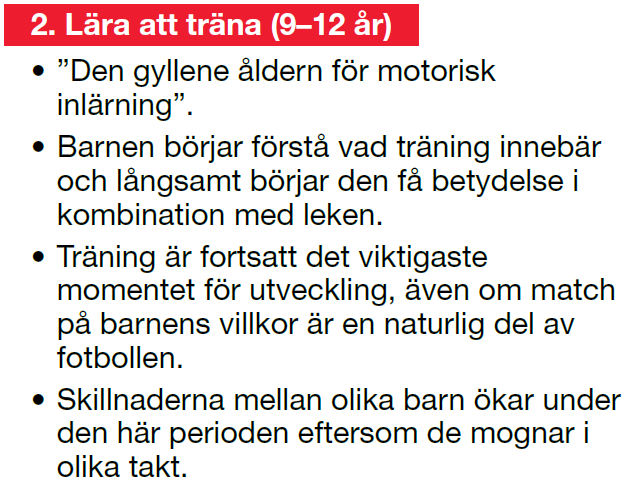 2. Lära att träna (9–12 år)
• ”Den gyllene åldern för motorisk
inlärning”.
• Barnen börjar förstå vad träning innebär
och långsamt börjar den få betydelse i
kombination med leken.
• Träning är fortsatt det viktigaste
momentet för utveckling, även om match
på barnens villkor är en naturlig del av
fotbollen.
• Skillnaderna mellan olika barn ökar under
den här perioden eftersom de mognar i
olika takt.